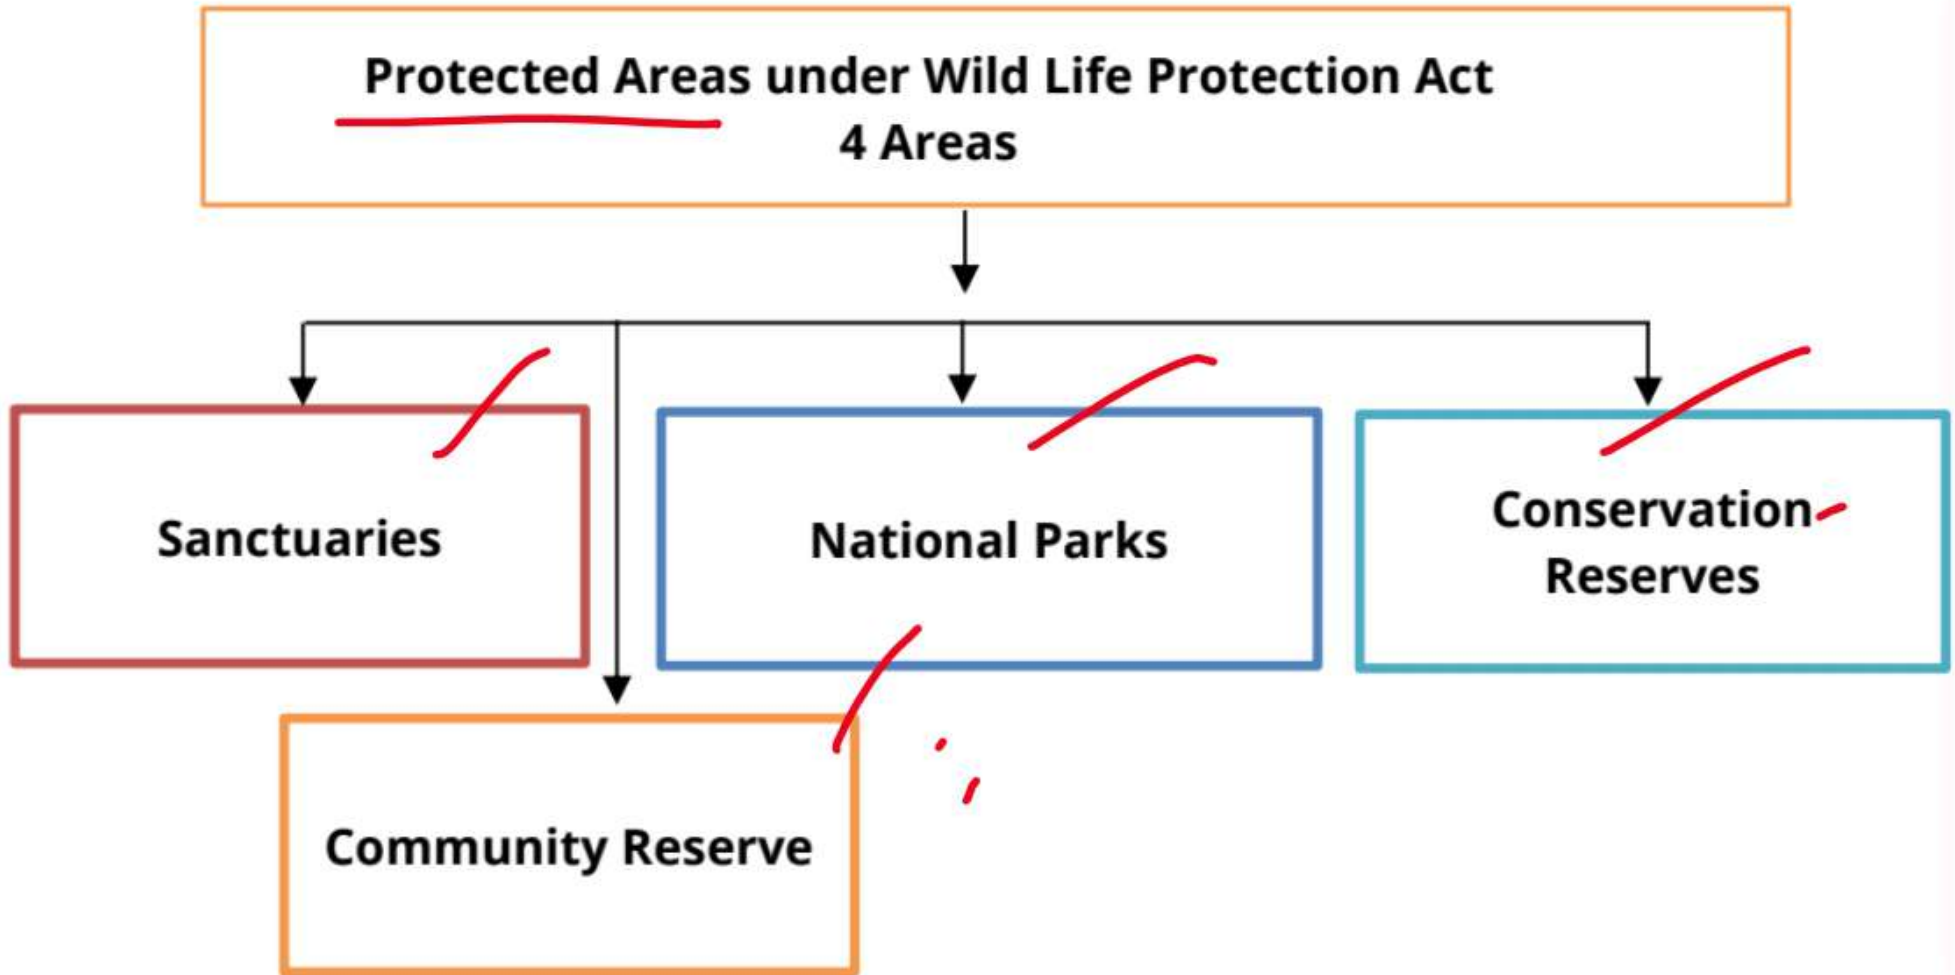 Protected Areas under Wild Life Protection Act
4 Areas
Sanctuaries
National Parks
Conservation
Reserves
Community Reserve